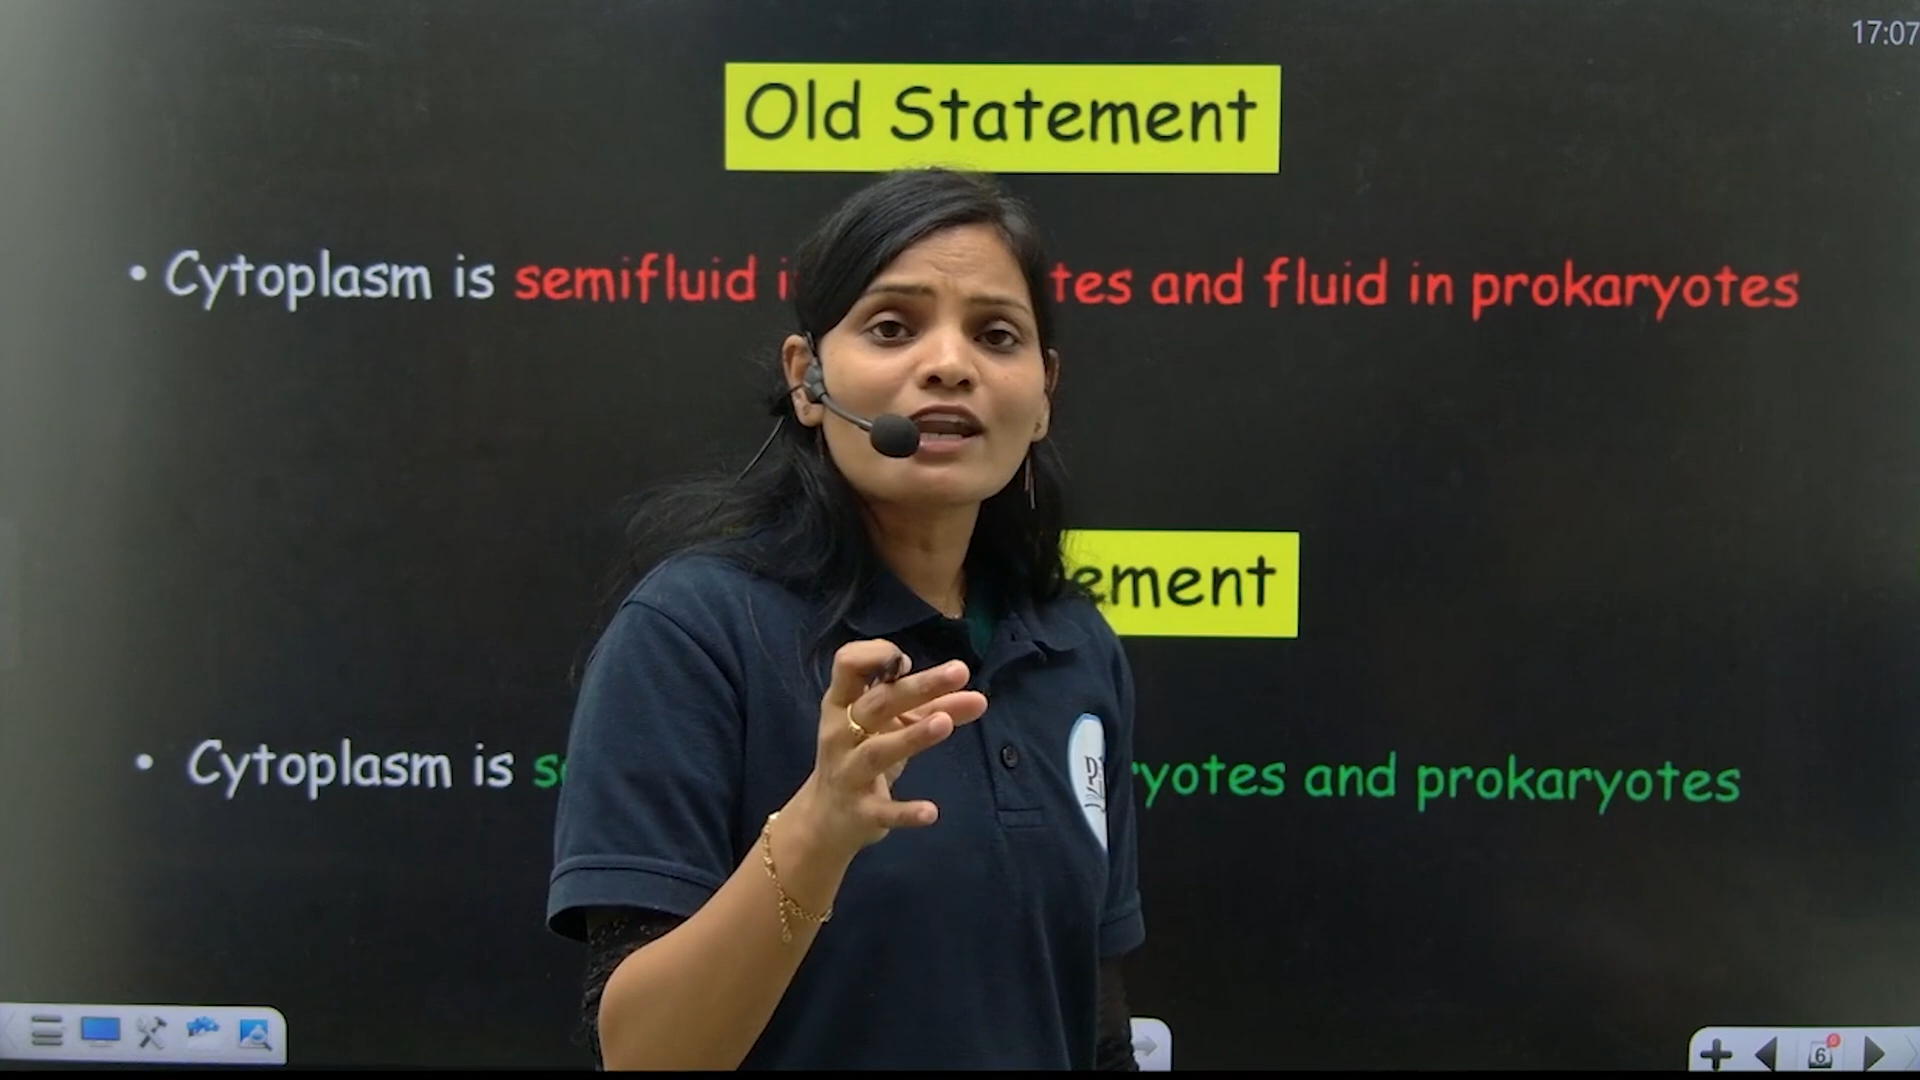 17:07
Old Statement
• Cytoplasm is semifluid i tes and fluid in prokaryotes
ement
• Cytoplasm is s ryotes and prokaryotes
6